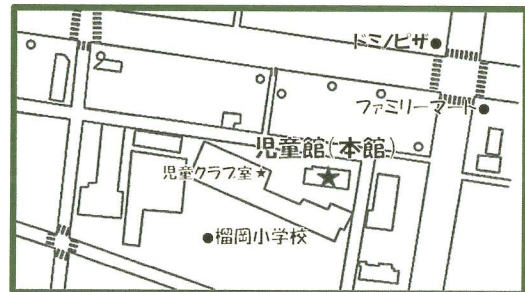 ドミノピザ
ファミリーマート
児童館(本館)
児童クラブ室
榴岡小学校